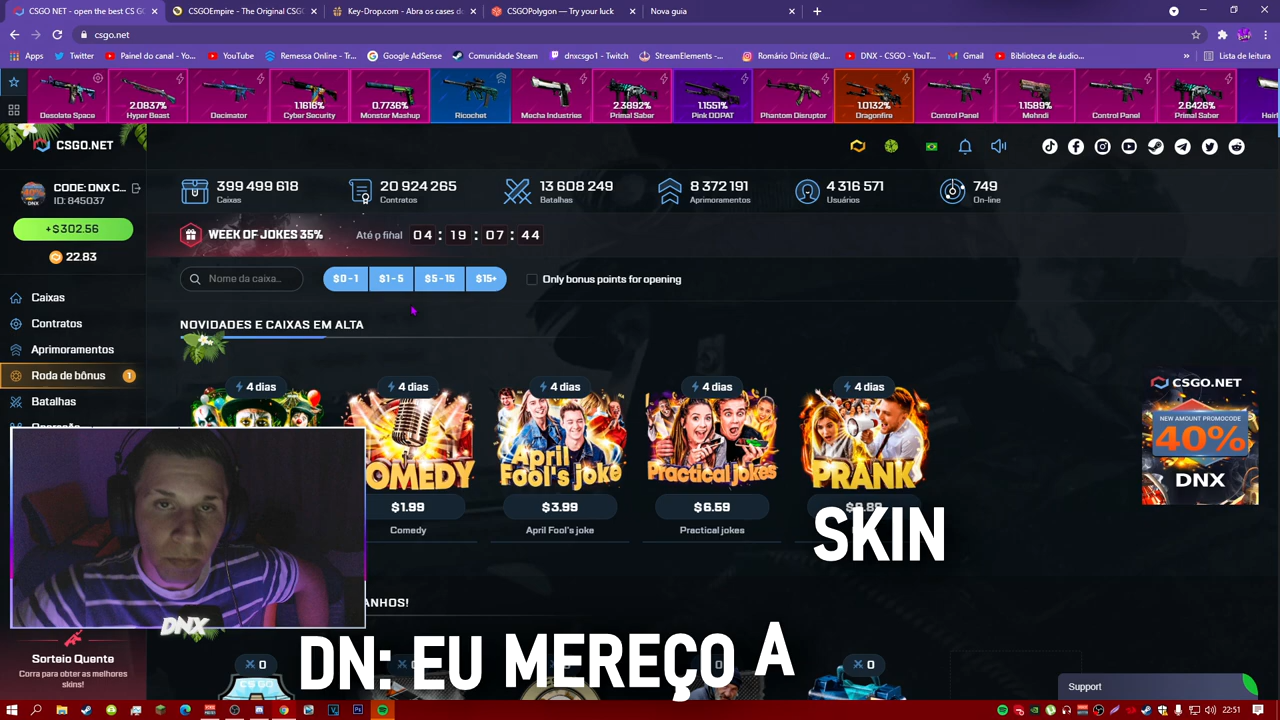 CSGO NET - open the best CS GO
CSGOEmpire - The Original CSG
Key-Drop.com - Abra os cases d
CSGOPolygon — Try your luck
Nova guia
csgo.net
Apps
Twitter
Painel do canal - Yo...
YouTube
Remessa Online - Tr...
Google AdSense
Comunidade Steam
dnxcsgo1 - Twitch
StreamElements -
Romário Diniz (@d...
DNX - CSGO - YouT...
Gmail
Biblioteca de áudio...
Lista de leitura
Desolate Space
2.0837%
Hyper Beast
Decimator
1.1616%
Cyber Security
0.7736%
Monster Mashup
Ricochet
Mecha Industries
2.3892%
Primal Saber
1.1551%
Pink DDPAT
Phantom Disruptor
1.0132%
Dragonfire
Control Panel
1.1589%
Mehndi
Control Panel
2.6426%
Primal Saber
CSGO.NET
CODE: DNX C...
ID: 845037
+$302.56
22.83
399 499 618
Caixas
20 924 265
Contratos
13 608 249
Batalhas
8 372 191
Aprimoramentos
4 316 571
Usuários
749
On-line
WEEK OF JOKES 35%
Até o final
04 : 19 : 07 : 44
Nome da caixa...
$0 - 1
$1 - 5
$5 - 15
$15+
Only bonus points for opening
Caixas
Contratos
Aprimoramentos
Roda de bônus
1
Batalhas
NOVIDADES E CAIXAS EM ALTA
4 dias
4 dias
4 dias
4 dias
4 dias
COMEDY
April Fool's joke
Practical jokes
PRANK
$1.99
Comedy
$3.99
April Fool's joke
$6.59
Practical jokes
CSGO.NET
NEW AMOUNT PROMOCODE
40%
DNX
SKIN
DNX
ANHOS!
DN: EU MEREÇO A
0
0
Sorteio Quente
Corra para obter as melhores
skins!
Support
22:51